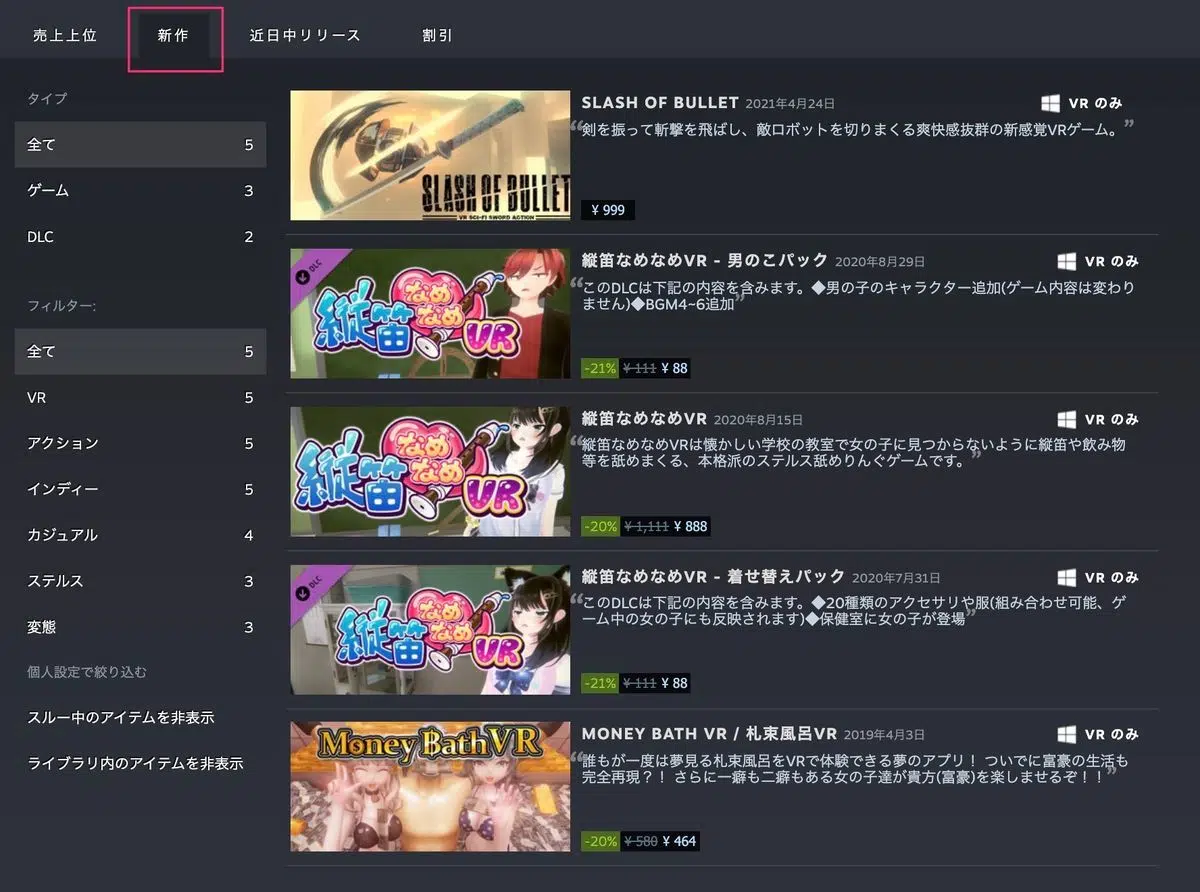 売上上位
新作
近日中リリース
割引
タイプ
全て 5
ゲーム 3
DLC 2
フィルター:
全て 5
VR 5
アクション 5
インディー 5
カジュアル 4
ステルス 3
変態 3
個人設定で絞り込む
スルー中のアイテムを非表示
ライブラリ内のアイテムを非表示
SLASH OF BULLET
VR SCI-FI SWORD ACTION
SLASH OF BULLET 2021年4月24日
VR のみ
“剣を振って斬撃を飛ばし、敵ロボットを切りまくる爽快感抜群の新感覚VRゲーム。”
¥ 999
DLC
縦笛なめなめVR
縦笛なめなめVR - 男のこパック 2020年8月29日
VR のみ
“このDLCは下記の内容を含みます。◆男の子のキャラクター追加(ゲーム内容は変わり
ません)◆BGM4~6追加”
-21% ¥ 111 ¥ 88
縦笛なめなめVR
縦笛なめなめVR 2020年8月15日
VR のみ
“縦笛なめなめVRは懐かしい学校の教室で女の子に見つからないように縦笛や飲み物
等を舐めまくる、本格派のステルス舐めりんぐゲームです。”
-20% ¥ 1,111 ¥ 888
DLC
縦笛なめなめVR
縦笛なめなめVR - 着せ替えパック 2020年7月31日
VR のみ
“このDLCは下記の内容を含みます。◆20種類のアクセサリや服(組み合わせ可能、ゲ
ーム中の女の子にも反映されます)◆保健室に女の子が登場”
-21% ¥ 111 ¥ 88
Money Bath VR
MONEY BATH VR / 札束風呂VR 2019年4月3日
VR のみ
“誰もが一度は夢見る札束風呂をVRで体験できる夢のアプリ！ ついでに富豪の生活も
完全再現？！ さらに一癖も二癖もある女の子達が貴方(富豪)を楽しませるぞ！！”
-20% ¥ 580 ¥ 464